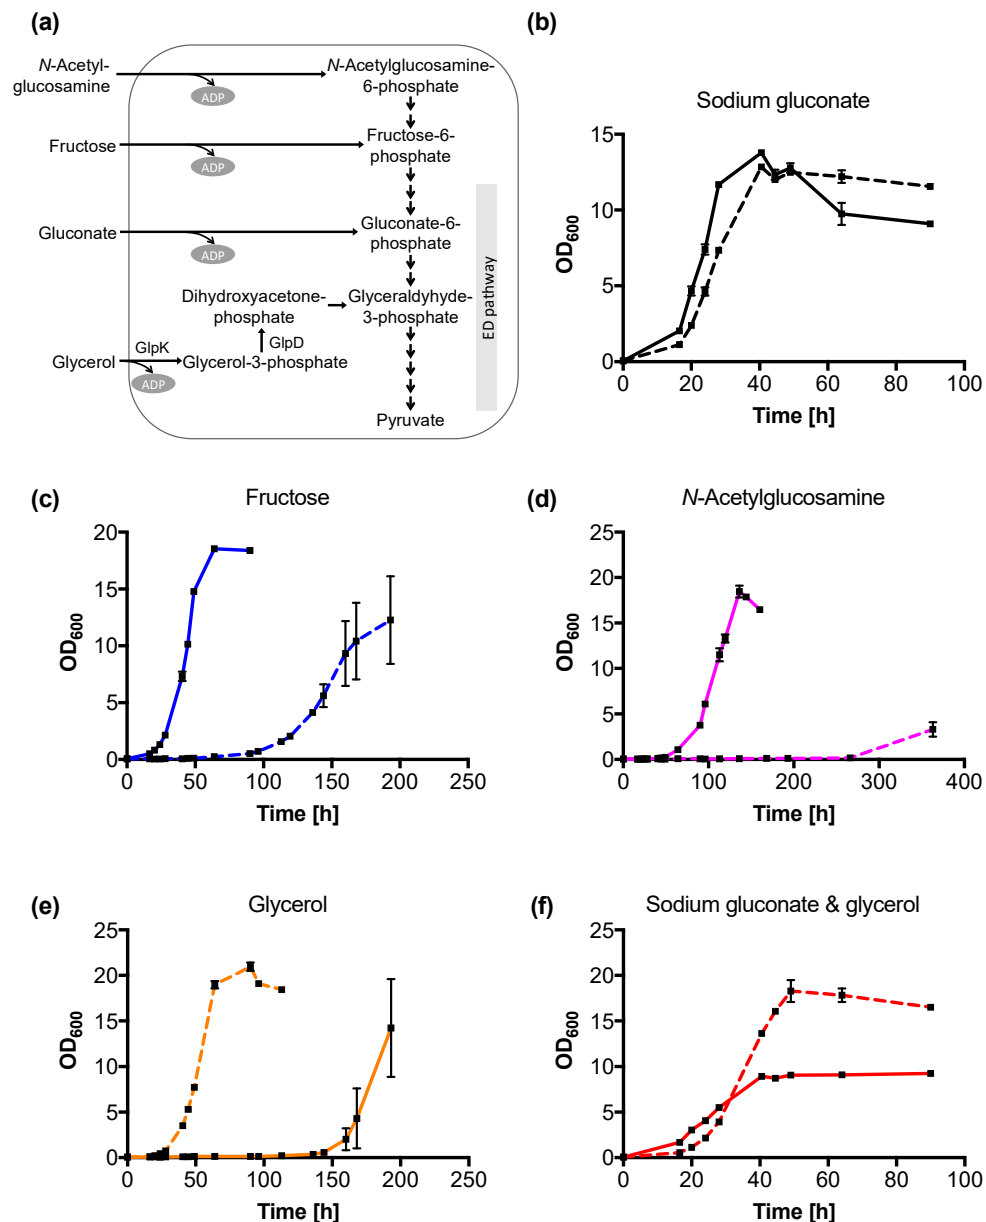 (a)
N-Acetyl-
glucosamine
ADP
N-Acetylglucosamine-
6-phosphate
Fructose
ADP
Fructose-6-
phosphate
Gluconate
ADP
Gluconate-6-
phosphate
Dihydroxyacetone-
phosphate
Glyceraldyhyde-
3-phosphate
GlpD
Glycerol
GlpK
ADP
Glycerol-3-phosphate
Pyruvate
ED pathway
(b)
Sodium gluconate
OD600
15
10
5
0
0 20 40 60 80 100
Time [h]
(c)
Fructose
OD600
20
15
10
5
0
0 50 100 150 200 250
Time [h]
(d)
N-Acetylglucosamine
OD600
25
20
15
10
5
0
0 100 200 300 400
Time [h]
(e)
Glycerol
OD600
25
20
15
10
5
0
0 50 100 150 200 250
Time [h]
(f)
Sodium gluconate & glycerol
OD600
25
20
15
10
5
0
0 20 40 60 80 100
Time [h]